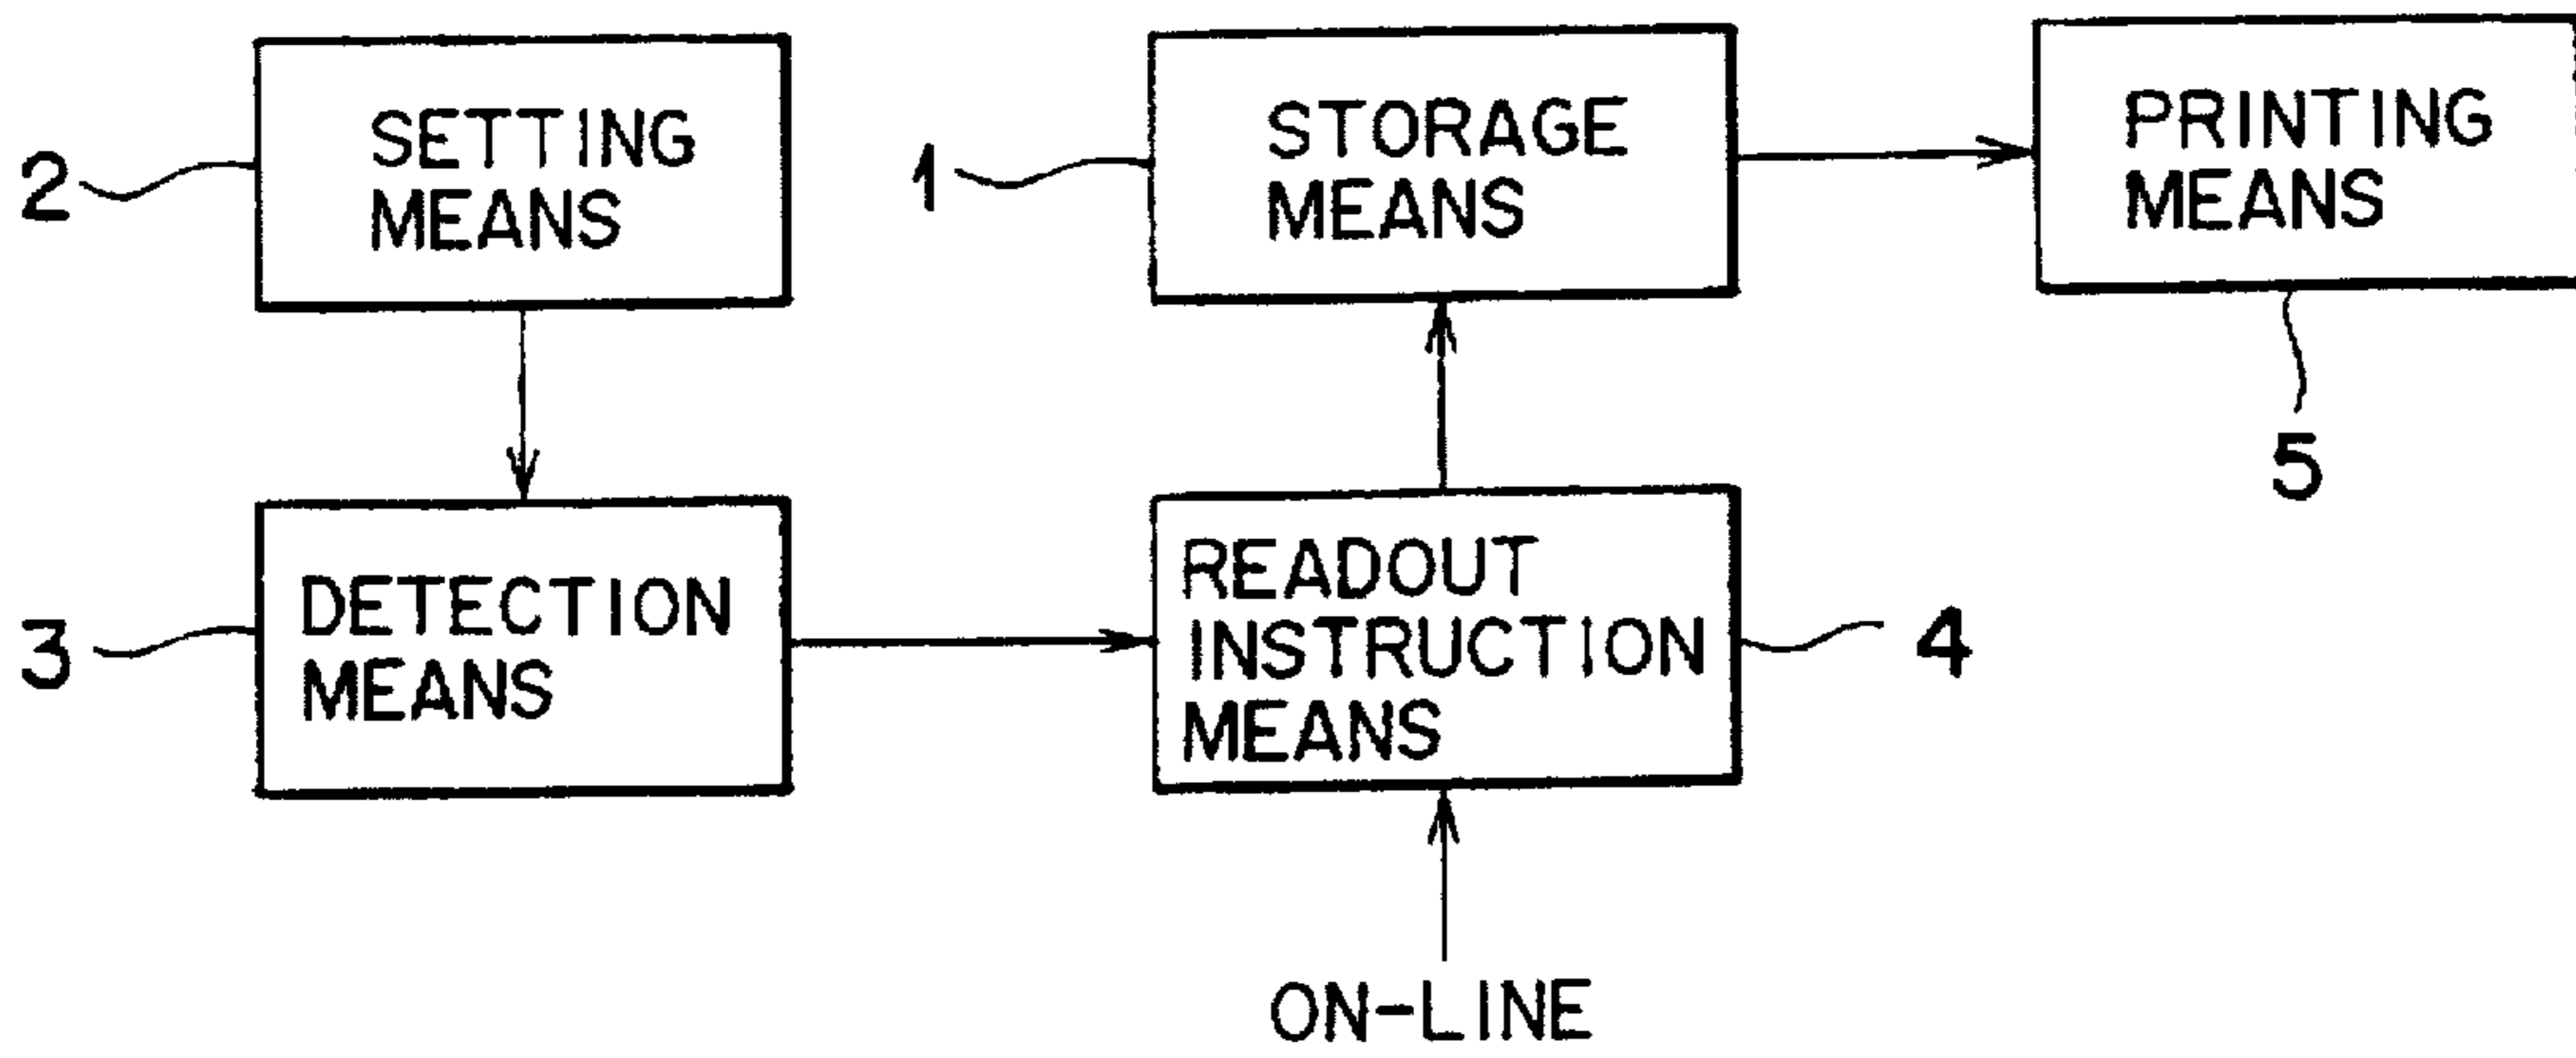 2
SETTING
MEANS
1
STORAGE
MEANS
PRINTING
MEANS
5
3
DETECTION
MEANS
READOUT
INSTRUCTION
MEANS
4
ON-LINE